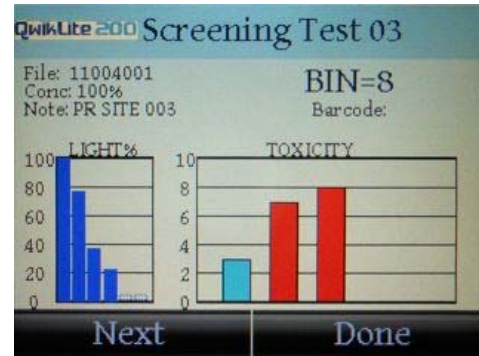 QwikLite 200 Screening Test 03
File: 11004001
Conc: 100%
Note: PR SITE 003
BIN=8
Barcode:
LIGHT%
100
80
60
40
20
0
TOXICITY
10
8
6
4
2
0
Next
Done